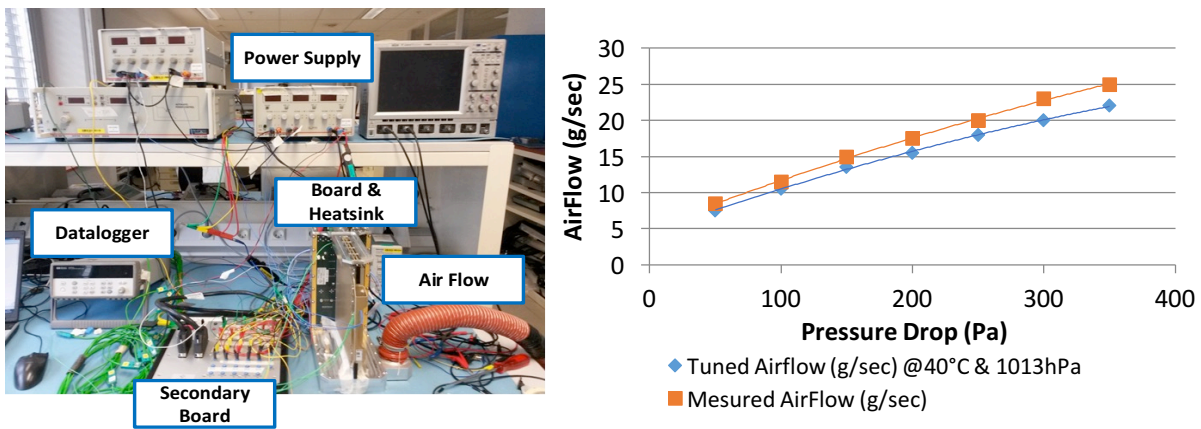 Power Supply
Board &
Heatsink
Datalogger
Air Flow
Secondary
Board
AirFlow (g/sec)
30
25
20
15
10
5
0
0 100 200 300 400
Pressure Drop (Pa)
Tuned Airflow (g/sec) @40°C & 1013hPa
Mesured AirFlow (g/sec)